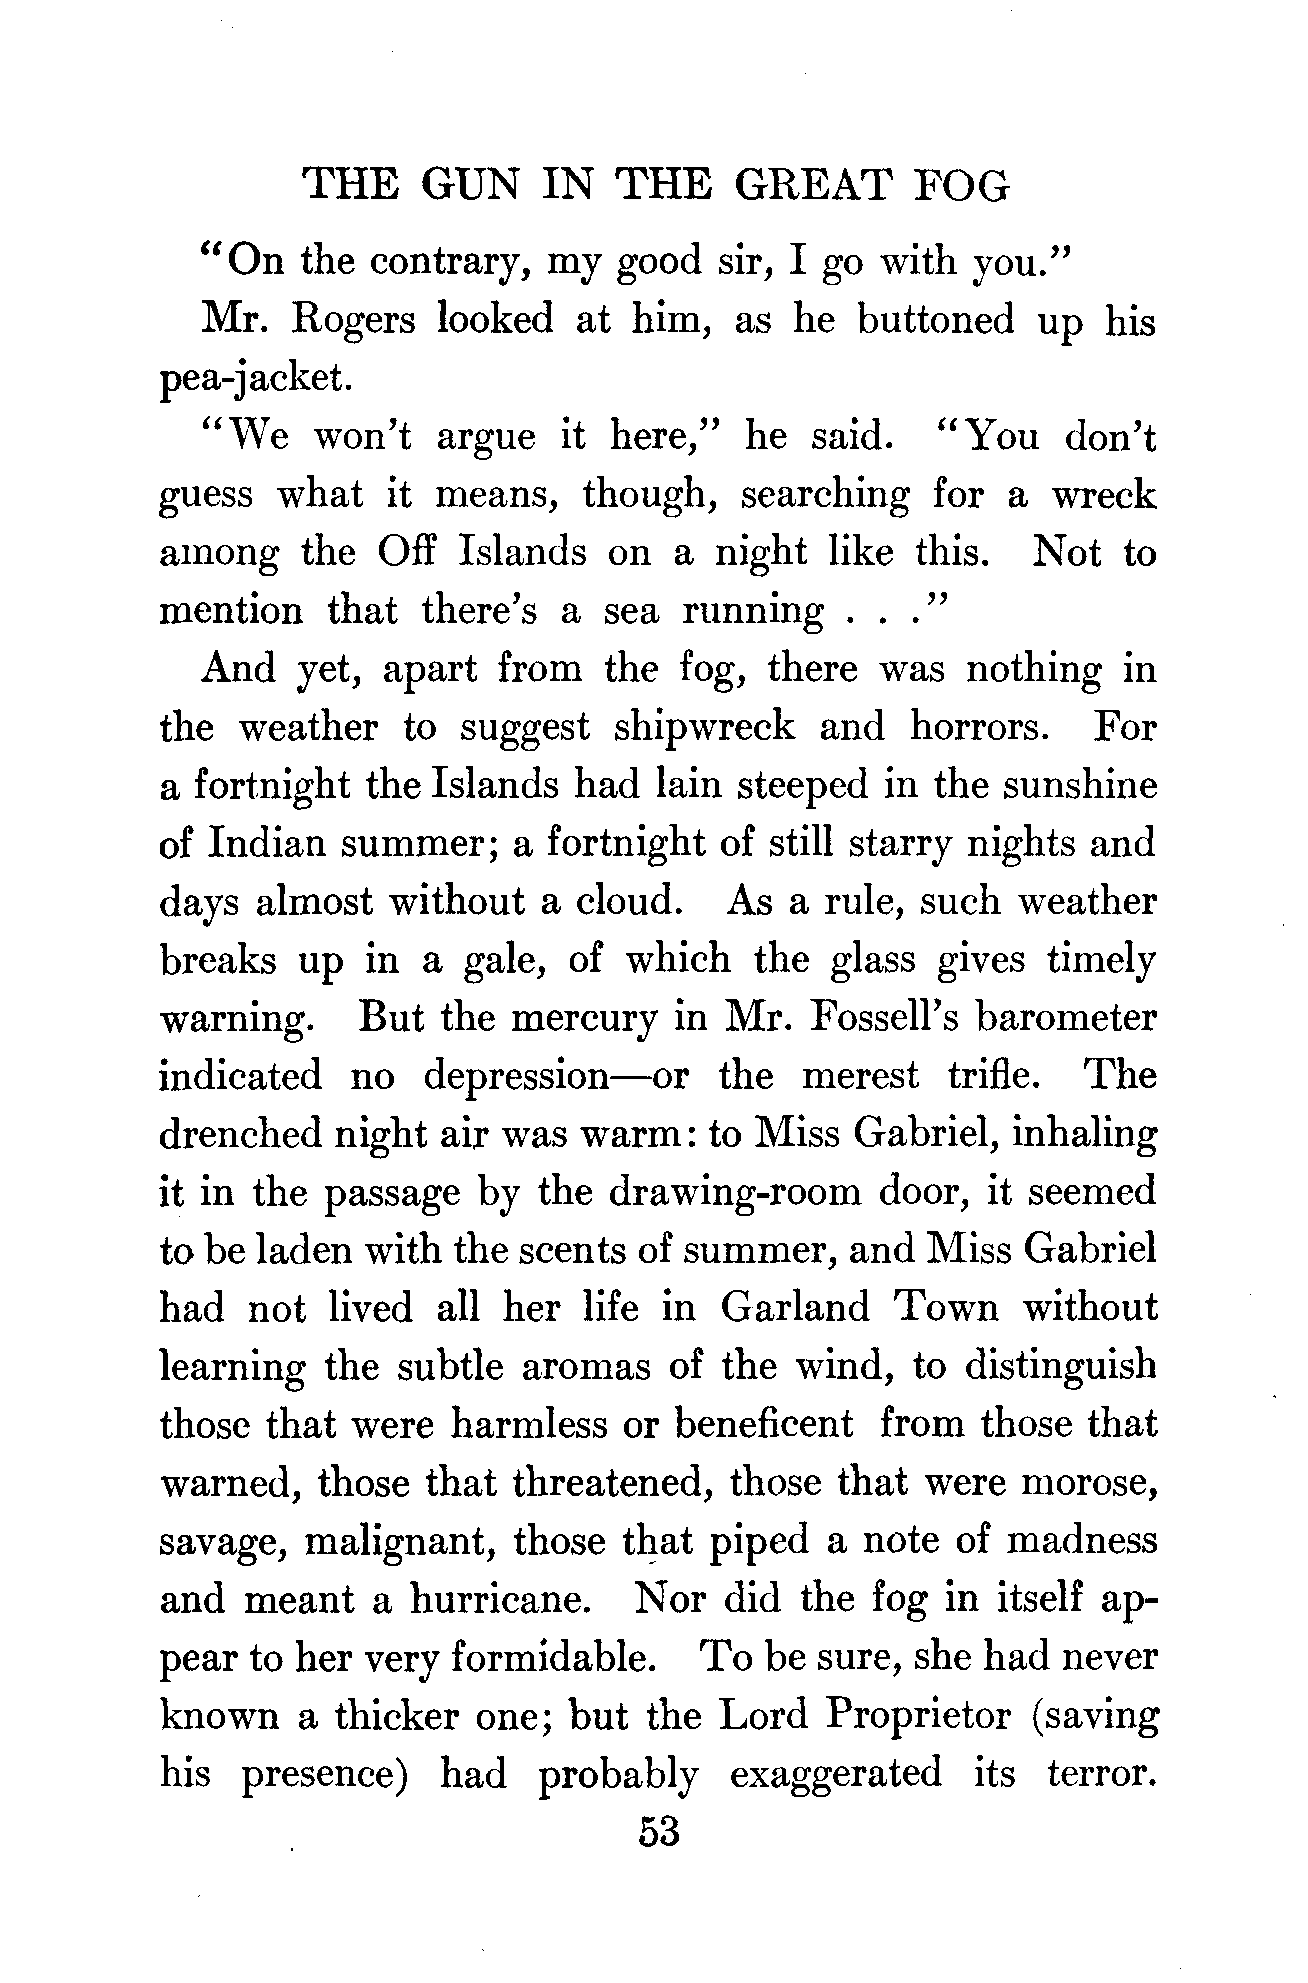 THE GUN IN THE GREAT FOG
"On the contrary, my good sir, I go with you."
Mr. Rogers looked at him, as he buttoned up his
pea-jacket.
"We won't argue it here," he said. "You don't
guess what it means, though, searching for a wreck
among the Off Islands on a night like this. Not to
mention that there's a sea running . . ."
And yet, apart from the fog, there was nothing in
the weather to suggest shipwreck and horrors. For
a fortnight the Islands had lain steeped in the sunshine
of Indian summer; a fortnight of still starry nights and
days almost without a cloud. As a rule, such weather
breaks up in a gale, of which the glass gives timely
warning. But the mercury in Mr. Fossell's barometer
indicated no depression—or the merest trifle. The
drenched night air was warm: to Miss Gabriel, inhaling
it in the passage by the drawing-room door, it seemed
to be laden with the scents of summer, and Miss Gabriel
had not lived all her life in Garland Town without
learning the subtle aromas of the wind, to distinguish
those that were harmless or beneficent from those that
warned, those that threatened, those that were morose,
savage, malignant, those that piped a note of madness
and meant a hurricane. Nor did the fog in itself ap-
pear to her very formidable. To be sure, she had never
known a thicker one; but the Lord Proprietor (saving
his presence) had probably exaggerated its terror.
53